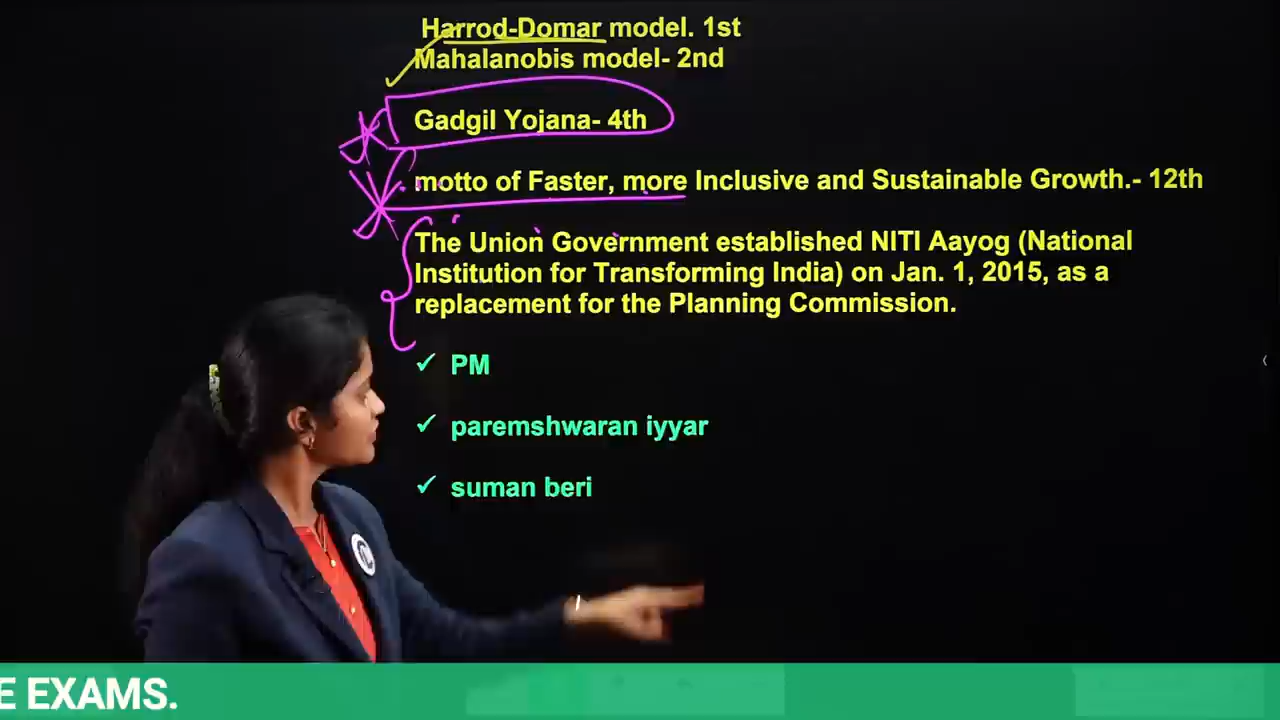 Harrod-Domar model. 1st
Mahalanobis model- 2nd
Gadgil Yojana- 4th
motto of Faster, more Inclusive and Sustainable Growth.- 12th
The Union Government established NITI Aayog (National
Institution for Transforming India) on Jan. 1, 2015, as a
replacement for the Planning Commission.
✓ PM
✓ paremshwaran iyyar
✓ suman beri
E EXAMS.